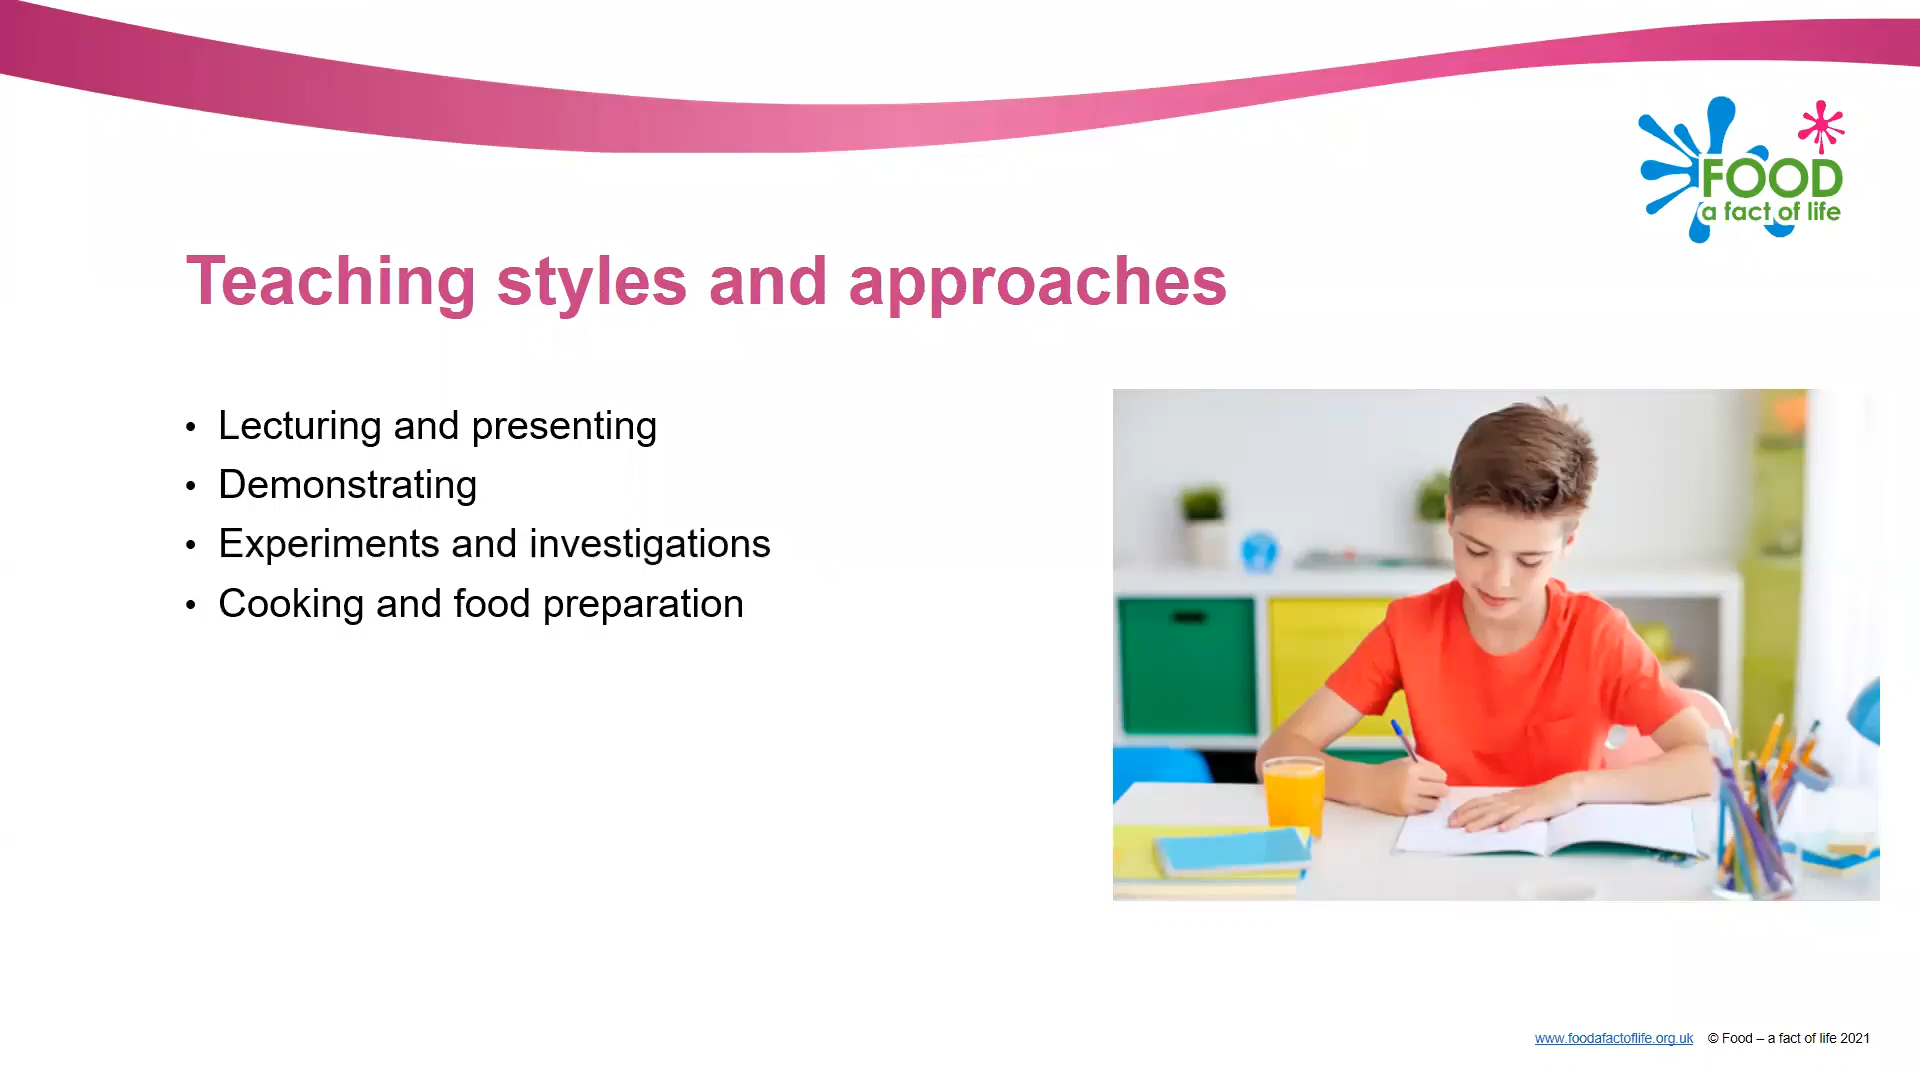 FOOD
a fact of life
Teaching styles and approaches
• Lecturing and presenting
• Demonstrating
• Experiments and investigations
• Cooking and food preparation
www.foodafactoflife.org.uk © Food – a fact of life 2021